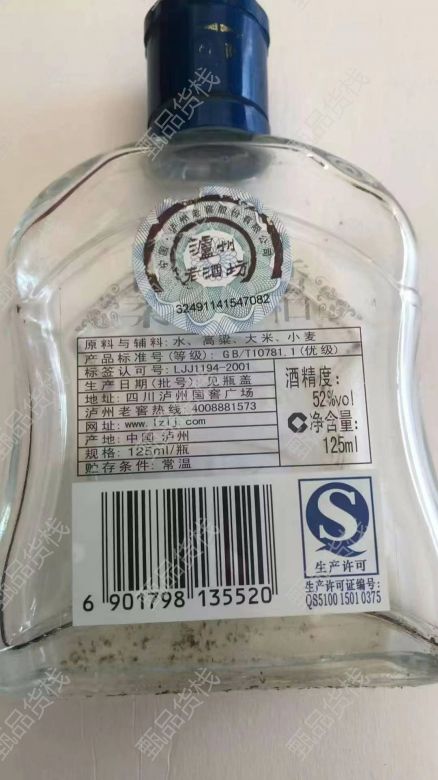 中国·泸州老窖股份有限公司
泸州
老酒坊
32491141547082
原料与辅料: 水、高粱、大米、小麦
产品标准号(等级): GB/T10781.1(优级)
标签认可号: LJJ1194-2001
生产日期(批号): 见瓶盖
地址: 四川泸州国窖广场
泸州老窖热线: 4008881573
网址: www.lzlj.com
产地: 中国 泸州
规格: 125ml/瓶
贮存条件: 常温
酒精度:
52%vol
净含量:
125ml
6 901798 135520
生产许可
生产许可证编号:
QS5100 1501 0375
甄品货栈